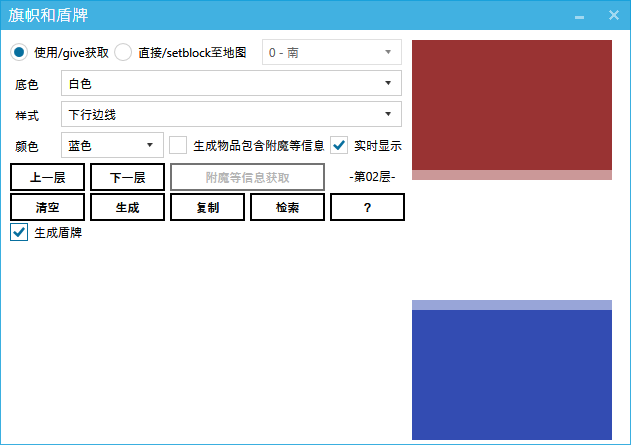 旗帜和盾牌
使用/give获取 直接/setblock至地图 0 - 南
底色 白色
样式 下行边线
颜色 蓝色 生成物品包含附魔等信息 实时显示
上一层 下一层 附魔等信息获取 -第02层-
清空 生成 复制 检索 ?
生成盾牌